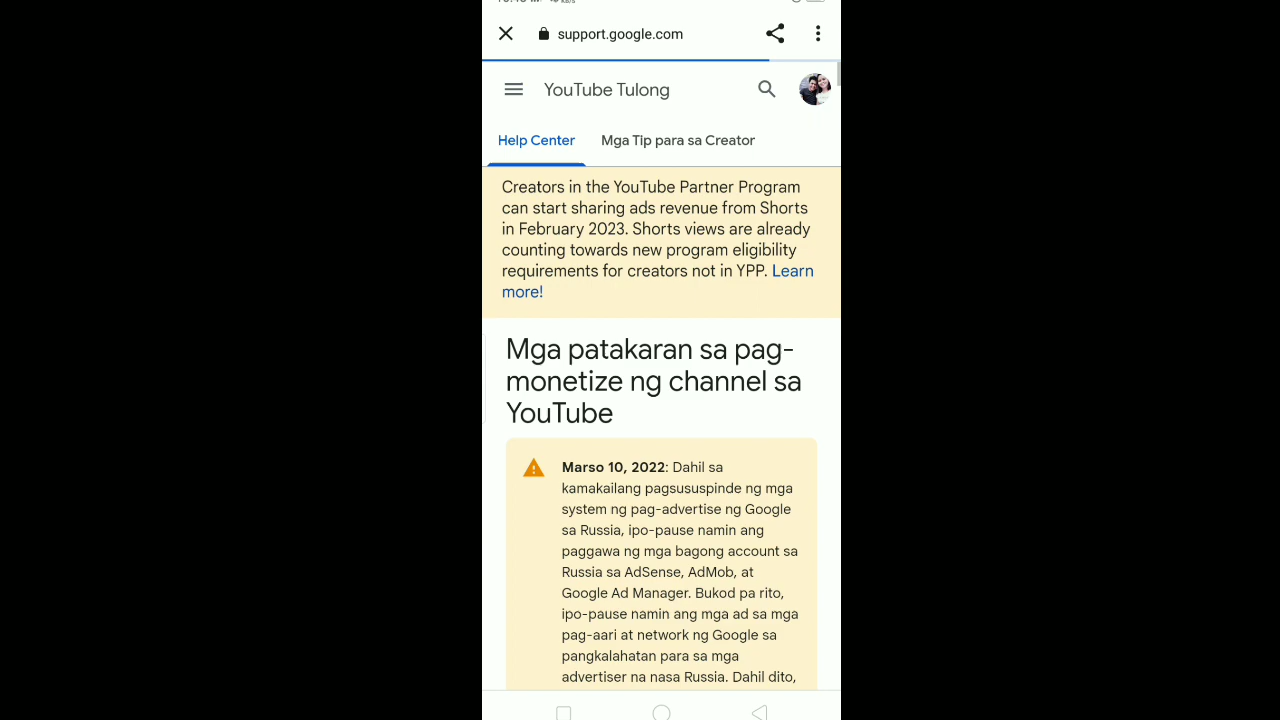 support.google.com
YouTube Tulong
Help Center
Mga Tip para sa Creator
Creators in the YouTube Partner Program
can start sharing ads revenue from Shorts
in February 2023. Shorts views are already
counting towards new program eligibility
requirements for creators not in YPP. Learn
more!
Mga patakaran sa pag-
monetize ng channel sa
YouTube
Marso 10, 2022: Dahil sa
kamakailang pagsususpinde ng mga
system ng pag-advertise ng Google
sa Russia, ipo-pause namin ang
paggawa ng mga bagong account sa
Russia sa AdSense, AdMob, at
Google Ad Manager. Bukod pa rito,
ipo-pause namin ang mga ad sa mga
pag-aari at network ng Google sa
pangkalahatan para sa mga
advertiser na nasa Russia. Dahil dito,